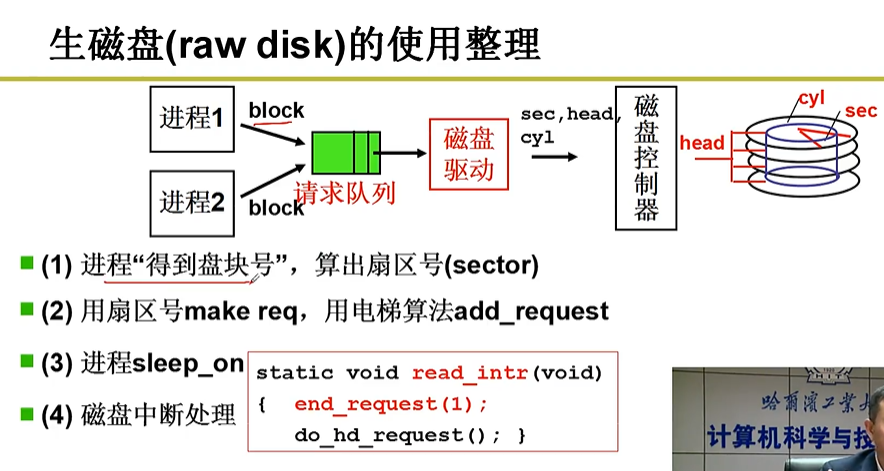 生磁盘(raw disk)的使用整理
进程1
block
进程2
block
请求队列
磁盘
驱动
sec,head,
cyl
磁盘控制器
head
cyl
sec
(1) 进程“得到盘块号”，算出扇区号(sector)
(2) 用扇区号make req，用电梯算法add_request
(3) 进程sleep_on
(4) 磁盘中断处理
static void read_intr(void)
{ end_request(1);
do_hd_request(); }
哈尔滨工业大
计算机科学与技